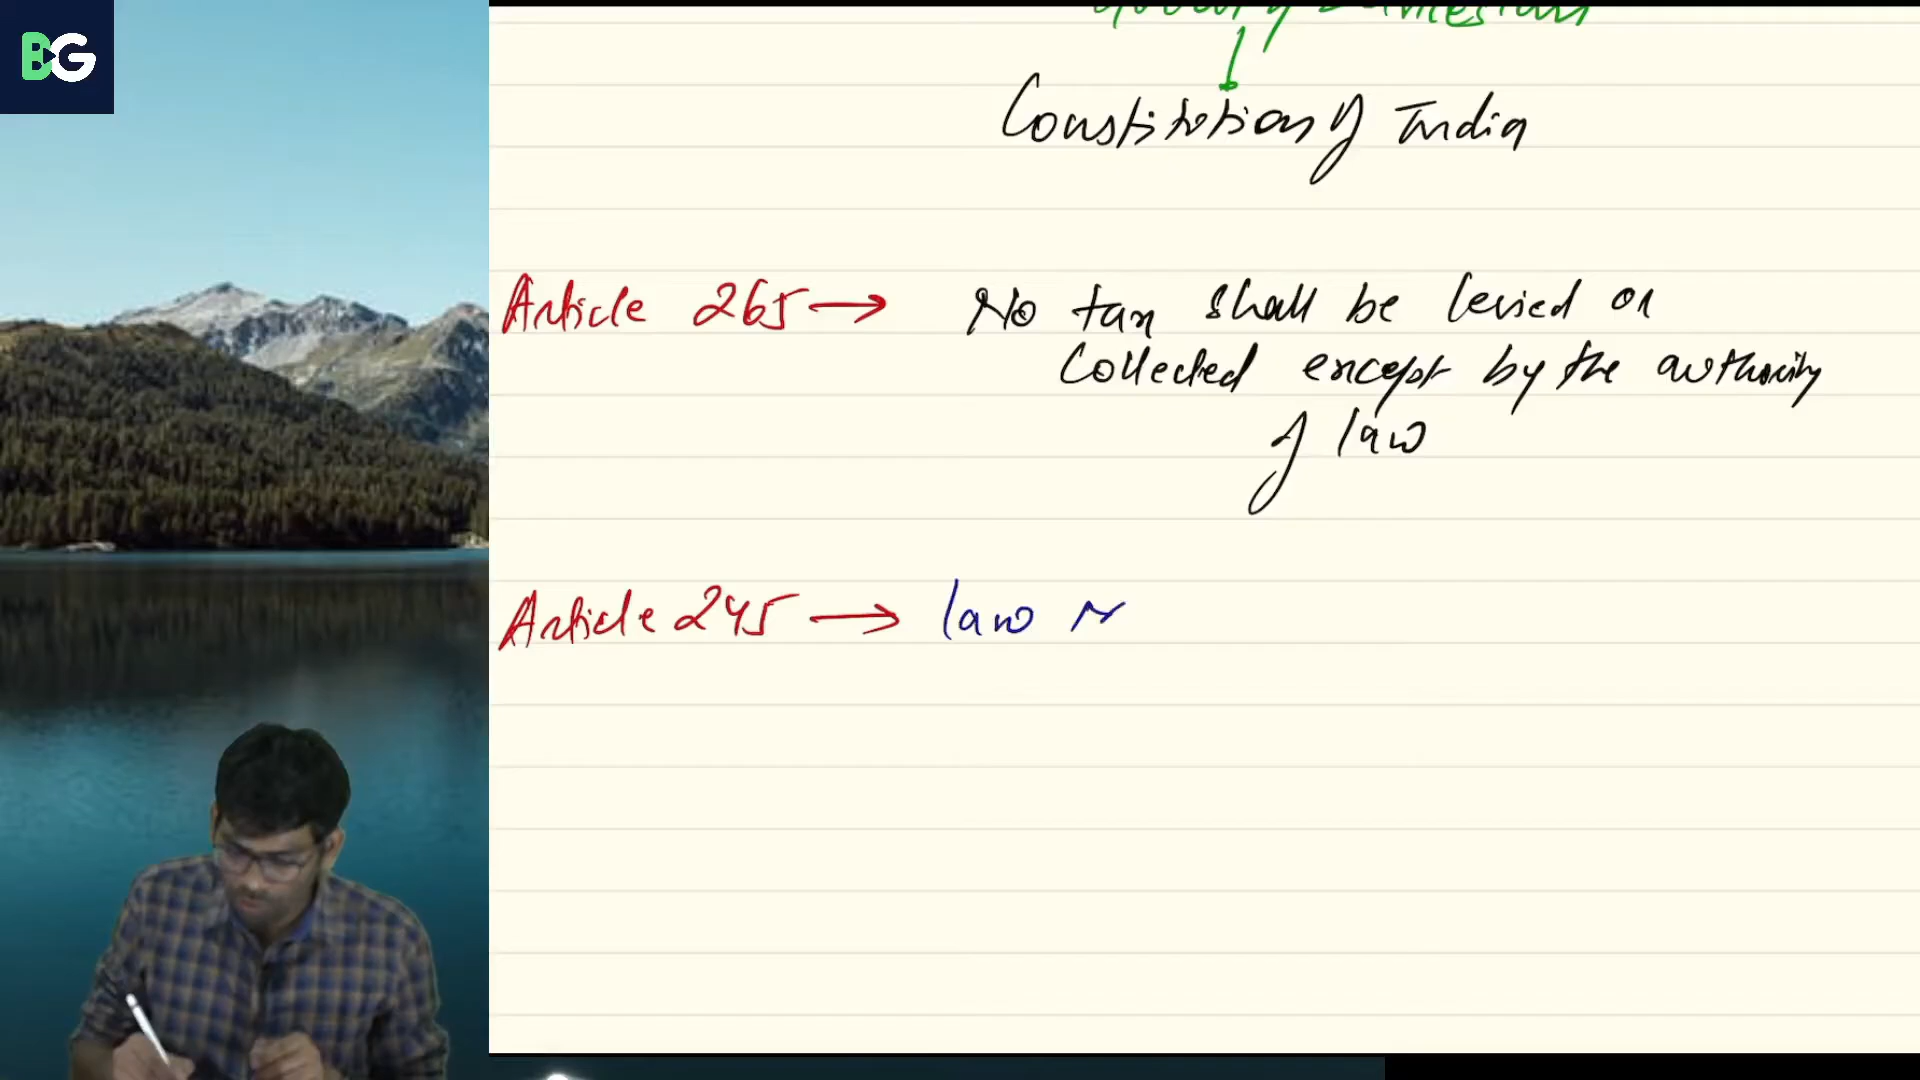 BG
Constitution of India
Article 265 → No tax shall be levied or
collected except by the authority
of law
Article 245 → law